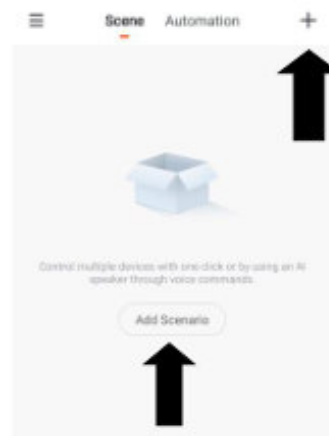 Scene Automation
Control multiple devices with one-click or by using an AI
speaker through voice commands.
Add Scenario